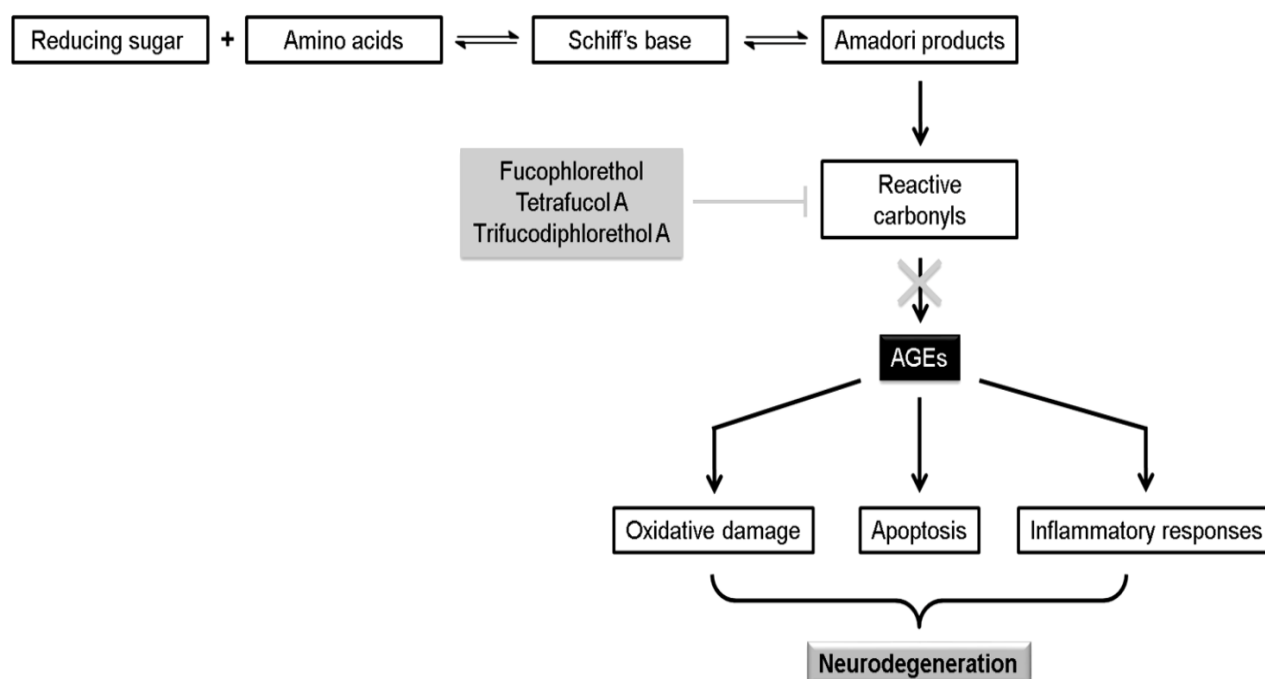 Reducing sugar + Amino acids Schiff's base Amadori products
Fucophlorethol
Tetrafucol A
Trifucodiphlorethol A
Reactive
carbonyls
AGEs
Oxidative damage Apoptosis Inflammatory responses
Neurodegeneration